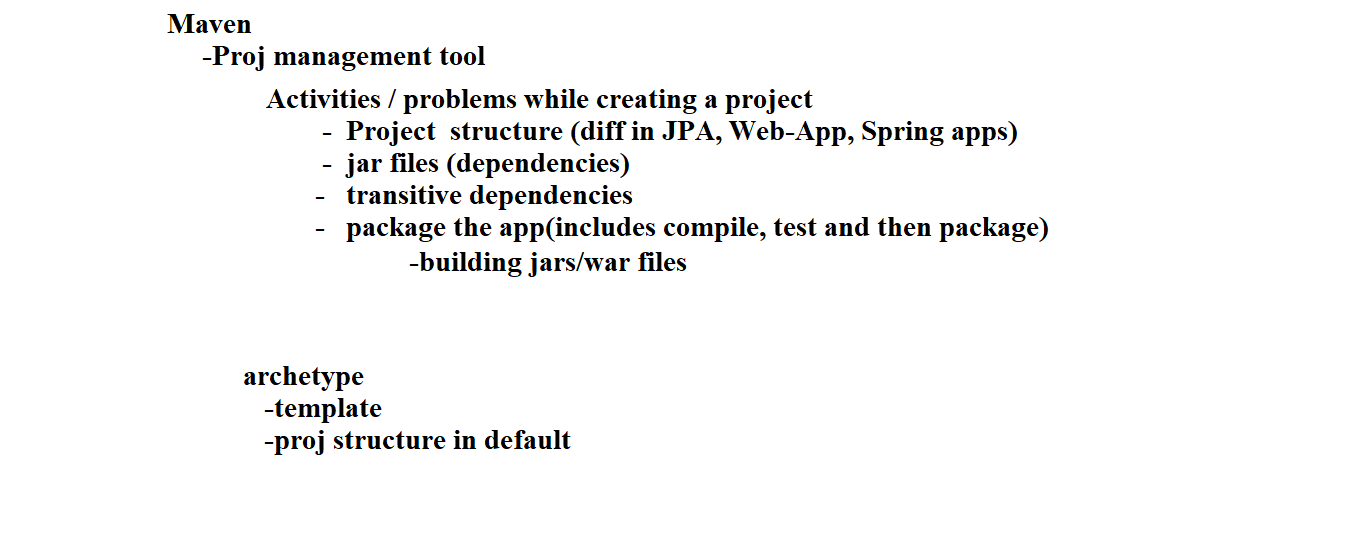 Maven
-Proj management tool
Activities / problems while creating a project
- Project structure (diff in JPA, Web-App, Spring apps)
- jar files (dependencies)
- transitive dependencies
- package the app(includes compile, test and then package)
-building jars/war files
archetype
-template
-proj structure in default